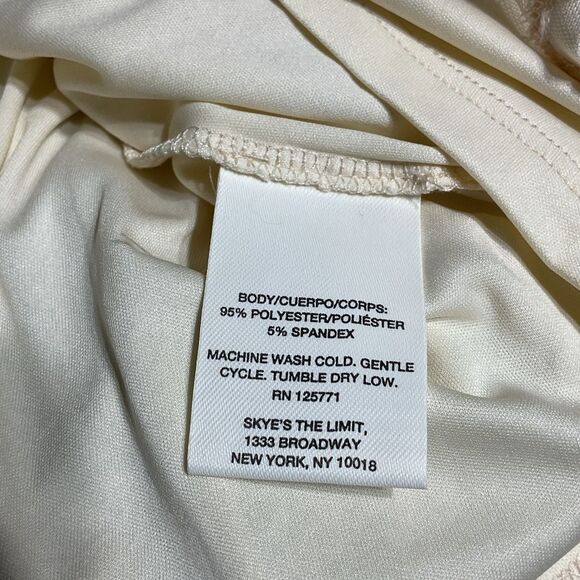 BODY/CUERPO/CORPS:
95% POLYESTER/POLIÉSTER
5% SPANDEX
MACHINE WASH COLD. GENTLE
CYCLE. TUMBLE DRY LOW.
RN 125771
SKYE'S THE LIMIT,
1333 BROADWAY
NEW YORK, NY 10018